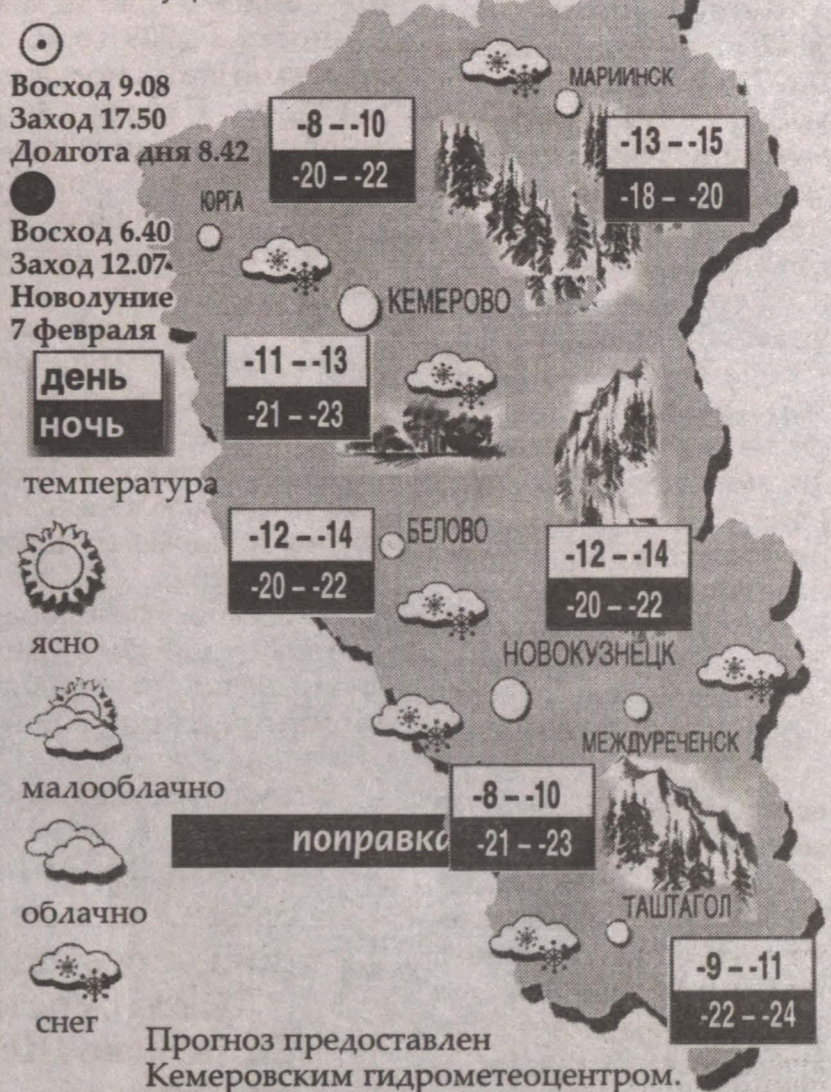 Восход 9.08
Заход 17.50
Долгота дня 8.42
Восход 6.40
Заход 12.07
Новолуние
7 февраля
день
ночь
температура
ясно
малооблачно
облачно
снег
МАРИИНСК
-8 – -10
-20 – -22
-13 – -15
-18 – -20
ЮРГА
КЕМЕРОВО
-11 – -13
-21 – -23
-12 – -14
-20 – -22
БЕЛОВО
-12 – -14
-20 – -22
НОВОКУЗНЕЦК
МЕЖДУРЕЧЕНСК
-8 – -10
-21 – -23
поправка
ТАШТАГОЛ
-9 – -11
-22 – -24
Прогноз предоставлен
Кемеровским гидрометеоцентром.